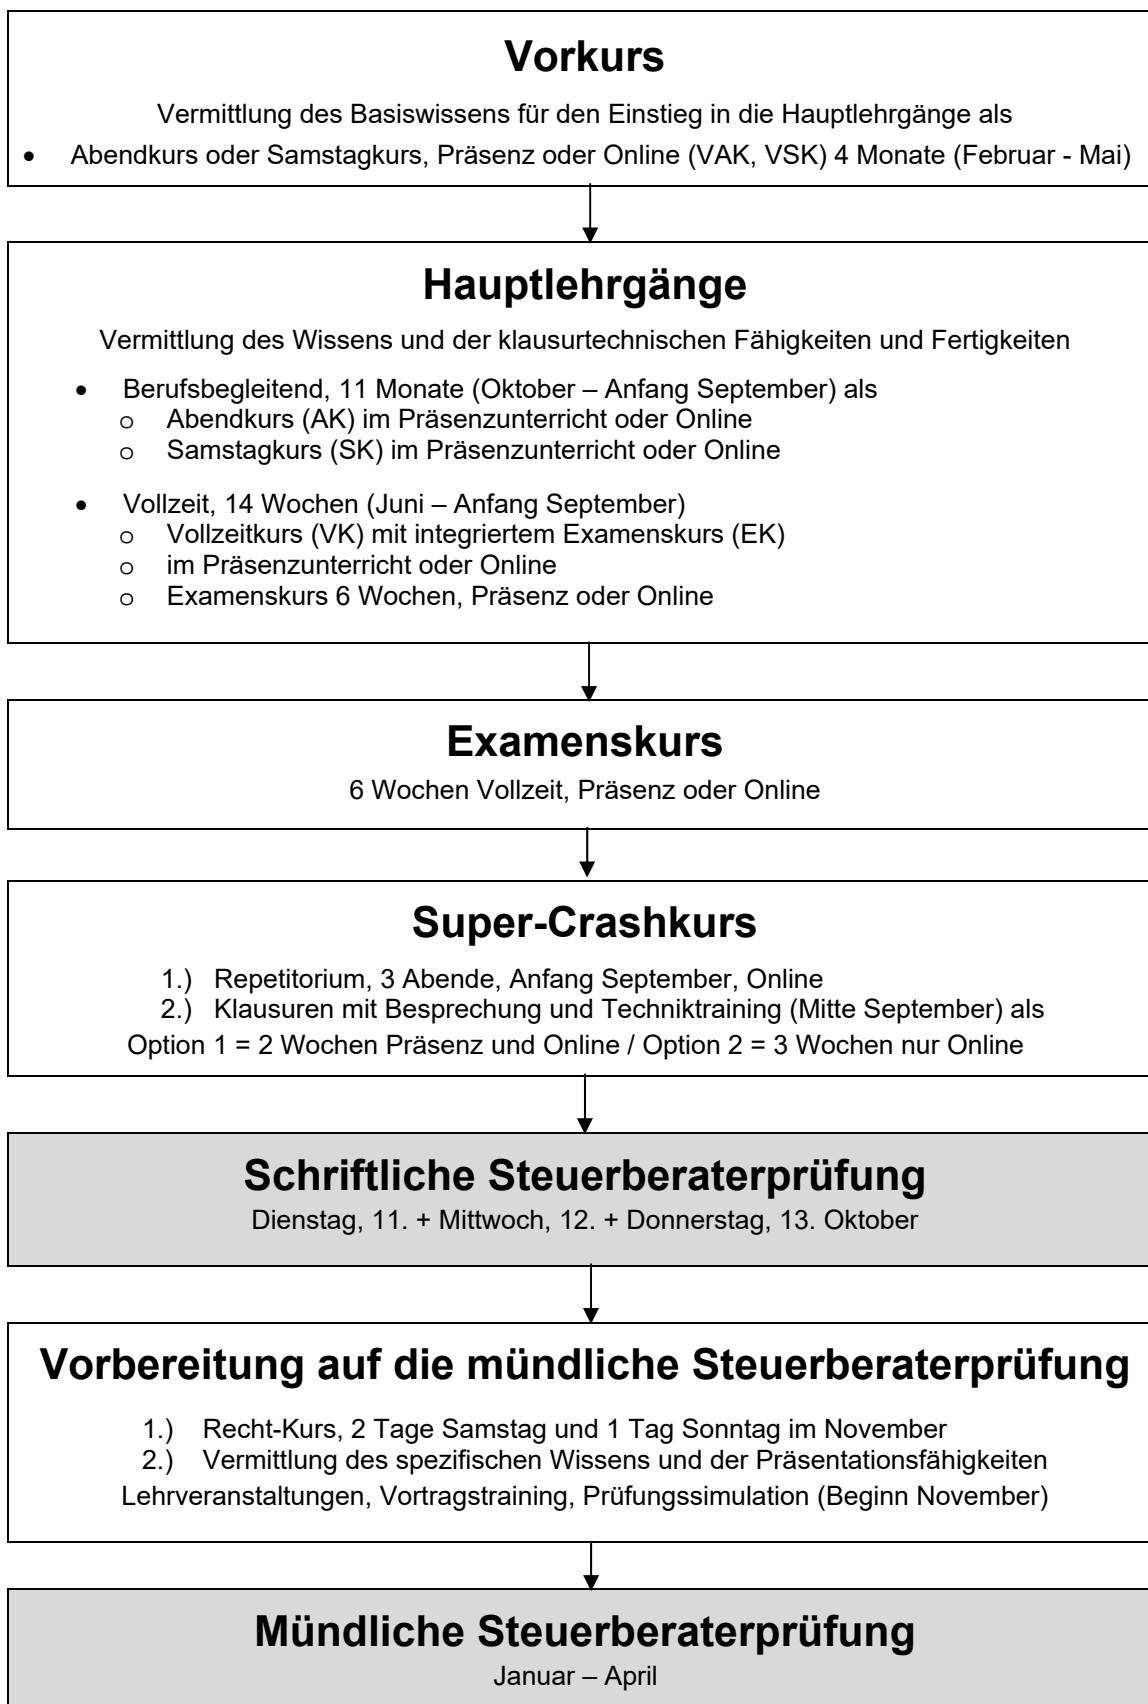 Vorkurs
Vermittlung des Basiswissens für den Einstieg in die Hauptlehrgänge als
• Abendkurs oder Samstagkurs, Präsenz oder Online (VAK, VSK) 4 Monate (Februar - Mai)
Hauptlehrgänge
Vermittlung des Wissens und der klausurtechnischen Fähigkeiten und Fertigkeiten
• Berufsbegleitend, 11 Monate (Oktober – Anfang September) als
o Abendkurs (AK) im Präsenzunterricht oder Online
o Samstagkurs (SK) im Präsenzunterricht oder Online
• Vollzeit, 14 Wochen (Juni – Anfang September)
o Vollzeitkurs (VK) mit integriertem Examenskurs (EK)
o im Präsenzunterricht oder Online
o Examenskurs 6 Wochen, Präsenz oder Online
Examenskurs
6 Wochen Vollzeit, Präsenz oder Online
Super-Crashkurs
1.) Repetitorium, 3 Abende, Anfang September, Online
2.) Klausuren mit Besprechung und Techniktraining (Mitte September) als
Option 1 = 2 Wochen Präsenz und Online / Option 2 = 3 Wochen nur Online
Schriftliche Steuerberaterprüfung
Dienstag, 11. + Mittwoch, 12. + Donnerstag, 13. Oktober
Vorbereitung auf die mündliche Steuerberaterprüfung
1.) Recht-Kurs, 2 Tage Samstag und 1 Tag Sonntag im November
2.) Vermittlung des spezifischen Wissens und der Präsentationsfähigkeiten
Lehrveranstaltungen, Vortragstraining, Prüfungssimulation (Beginn November)
Mündliche Steuerberaterprüfung
Januar – April